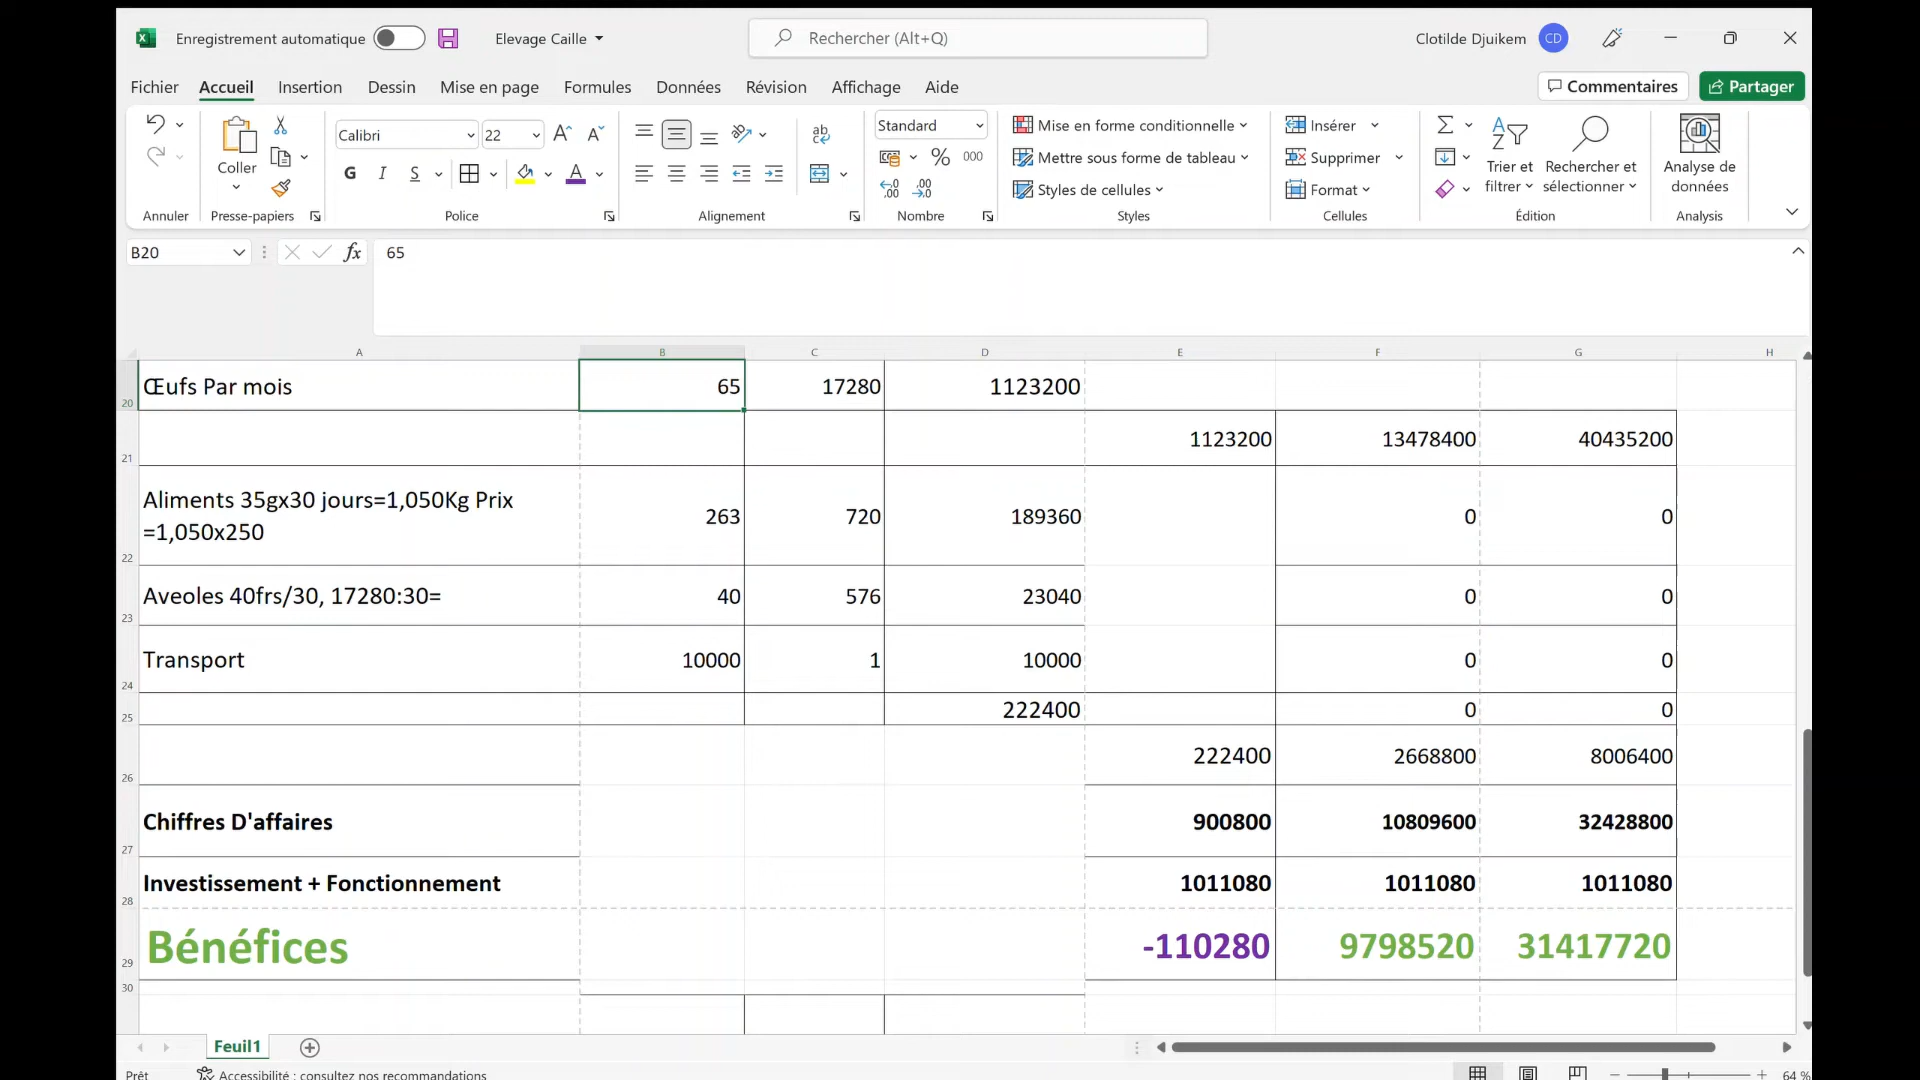 Enregistrement automatique
Elevage Caille
Rechercher (Alt+Q)
Clotilde Djuikem CD
Fichier Accueil Insertion Dessin Mise en page Formules Données Révision Affichage Aide
Commentaires Partager
Coller
Calibri 22
Standard
Mise en forme conditionnelle
Insérer
G I S
% 000
Mettre sous forme de tableau
Supprimer
Trier et filtrer
Rechercher et sélectionner
Analyse de données
Styles de cellules
Format
Annuler Presse-papiers Police Alignement Nombre Styles Cellules Édition Analysis
B20 fx 65
A B C D E F G H
20 Œufs Par mois 65 17280 1123200
21 1123200 13478400 40435200
22 Aliments 35gx30 jours=1,050Kg Prix
=1,050x250 263 720 189360 0 0
23 Aveoles 40frs/30, 17280:30= 40 576 23040 0 0
24 Transport 10000 1 10000 0 0
25 222400 0 0
26 222400 2668800 8006400
27 Chiffres D'affaires 900800 10809600 32428800
28 Investissement + Fonctionnement 1011080 1011080 1011080
29 Bénéfices -110280 9798520 31417720
30
Feuil1
Prêt Accessibilité : consultez nos recommandations 64 %